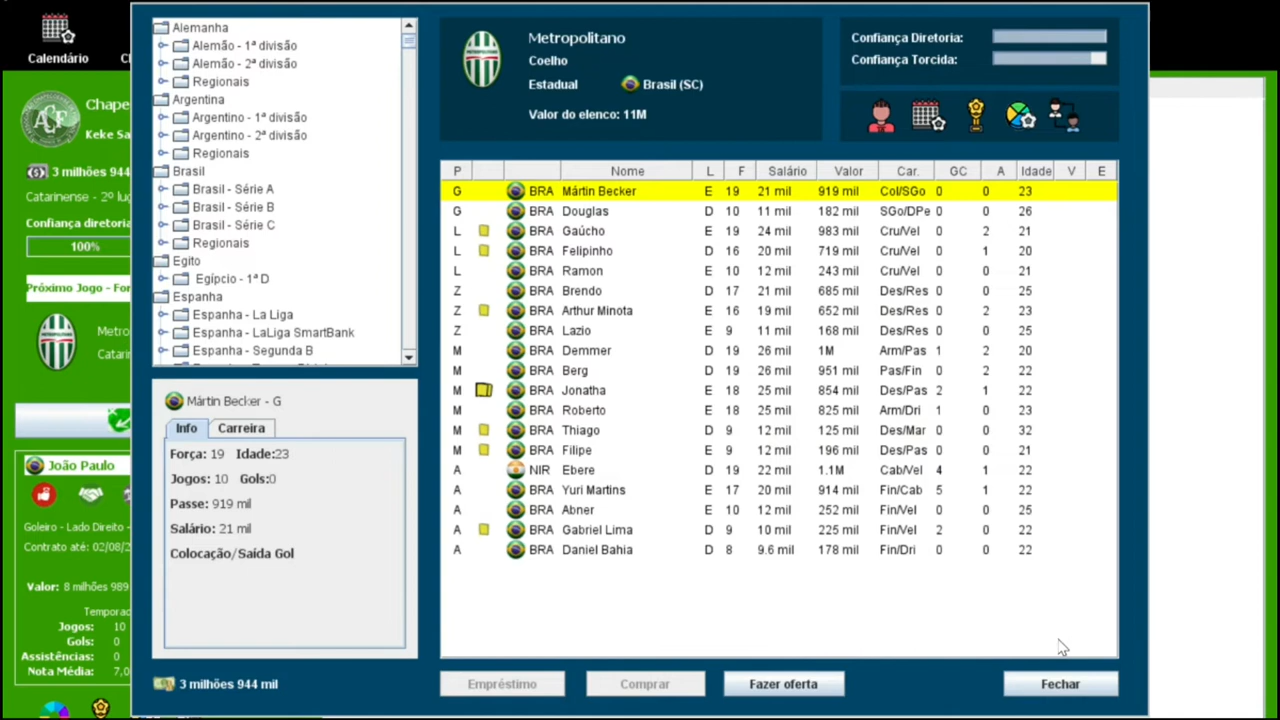 Calendário
Chape
Keke Sa
3 milhões 944
Catarinense - 2º lug
Confiança diretoria
100%
Próximo Jogo - For
Metro
Catari
João Paulo
Goleiro - Lado Direito -
Contrato até: 02/08/2
Valor: 8 milhões 989
Temporad
Jogos: 10
Gols: 0
Assistências: 0
Nota Média: 7,0
Alemanha
Alemão - 1ª divisão
Alemão - 2ª divisão
Regionais
Argentina
Argentino - 1ª divisão
Argentino - 2ª divisão
Regionais
Brasil
Brasil - Série A
Brasil - Série B
Brasil - Série C
Regionais
Egito
Egípcio - 1ª D
Espanha
Espanha - La Liga
Espanha - LaLiga SmartBank
Espanha - Segunda B
Mártin Becker - G
Info Carreira
Força: 19 Idade:23
Jogos: 10 Gols:0
Passe: 919 mil
Salário: 21 mil
Colocação/Saída Gol
3 milhões 944 mil
METROPOLITANO
Metropolitano
Coelho
Estadual Brasil (SC)
Valor do elenco: 11M
Confiança Diretoria:
Confiança Torcida:
P Nome L F Salário Valor Car. GC A Idade V E
G BRA Mártin Becker E 19 21 mil 919 mil Col/SGo 0 0 23
G BRA Douglas D 10 11 mil 182 mil SGo/DPe 0 0 26
L BRA Gaúcho E 19 24 mil 983 mil Cru/Vel 0 2 21
L BRA Felipinho D 16 20 mil 719 mil Cru/Vel 0 1 20
L BRA Ramon E 10 12 mil 243 mil Cru/Vel 0 0 21
Z BRA Brendo D 17 21 mil 685 mil Des/Res 0 0 25
Z BRA Arthur Minota E 16 19 mil 652 mil Des/Res 0 2 23
Z BRA Lazio E 9 11 mil 168 mil Des/Res 0 0 25
M BRA Demmer D 19 26 mil 1M Arm/Pas 1 2 20
M BRA Berg D 19 26 mil 951 mil Pas/Fin 0 2 22
M BRA Jonatha E 18 25 mil 854 mil Des/Pas 2 1 22
M BRA Roberto E 18 25 mil 825 mil Arm/Dri 1 0 23
M BRA Thiago D 9 12 mil 125 mil Des/Mar 0 0 32
M BRA Filipe E 9 12 mil 196 mil Des/Pas 0 0 21
A NIR Ebere D 19 22 mil 1.1M Cab/Vel 4 1 22
A BRA Yuri Martins E 17 20 mil 914 mil Fin/Cab 5 1 22
A BRA Abner E 10 12 mil 252 mil Fin/Vel 0 0 25
A BRA Gabriel Lima D 9 10 mil 225 mil Fin/Vel 2 0 22
A BRA Daniel Bahia D 8 9.6 mil 178 mil Fin/Dri 0 0 22
Empréstimo Comprar Fazer oferta Fechar